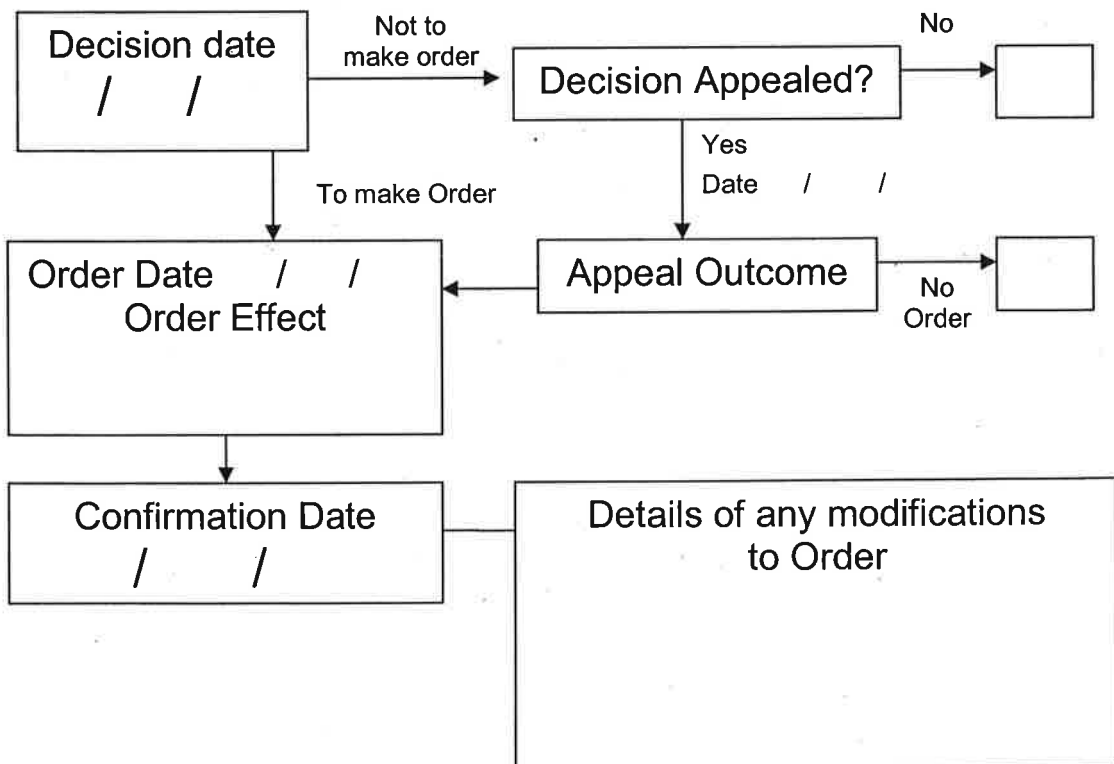 Decision date
/ /
Not to
make order
Decision Appealed?
No
Yes
Date / /
To make Order
Order Date / /
Order Effect
Appeal Outcome
No
Order
Confirmation Date
/ /
Details of any modifications
to Order